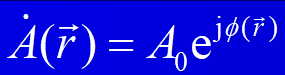 Ȧ(r⃗) = A₀e^{jϕ(r⃗)}